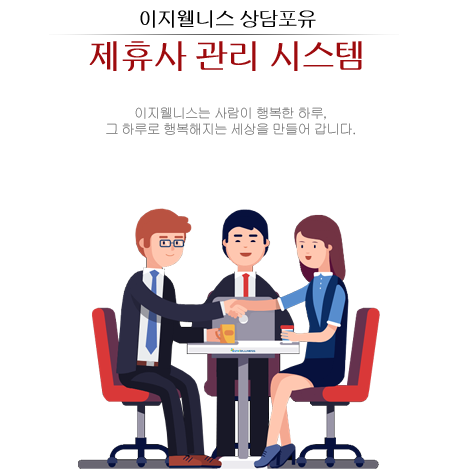 이지웰니스 상담포유
제휴사 관리 시스템
이지웰니스는 사람이 행복한 하루,
그 하루로 행복해지는 세상을 만들어 갑니다.